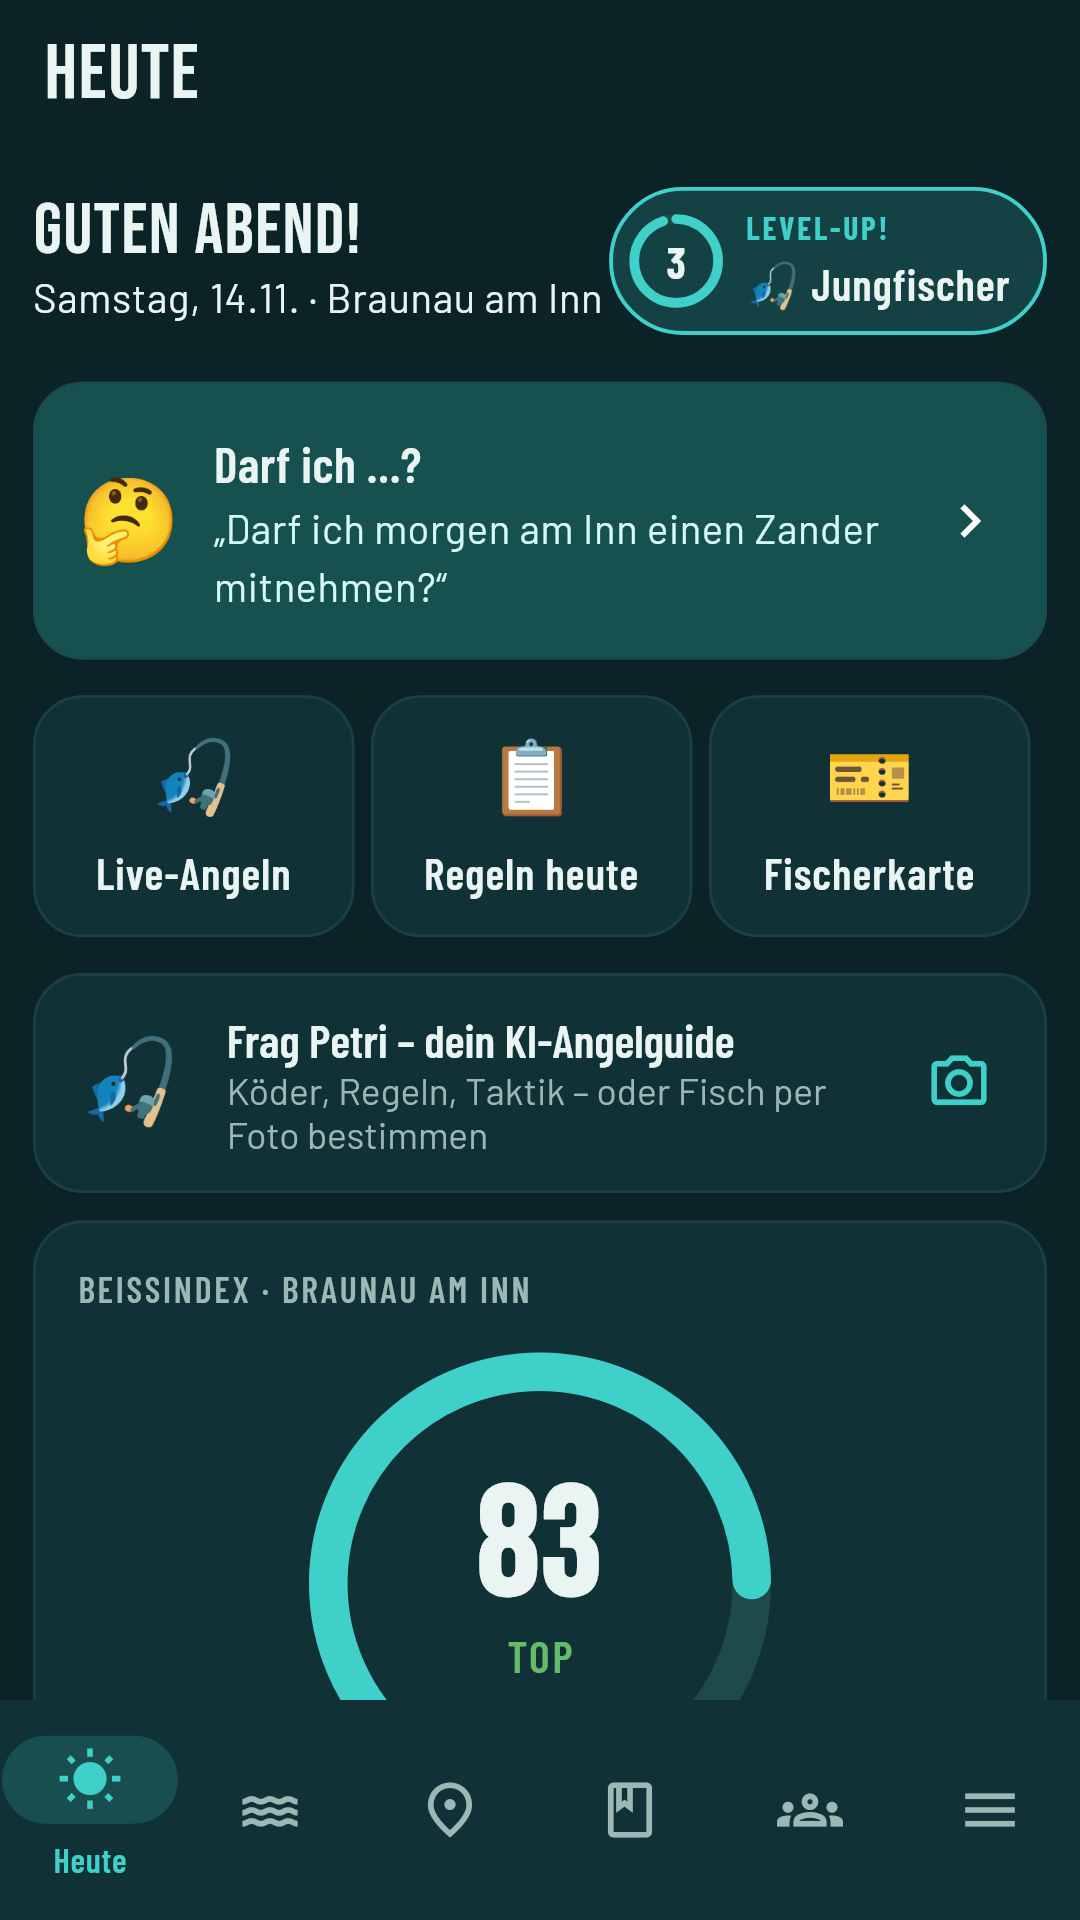 HEUTE
GUTEN ABEND!
Samstag, 14.11. · Braunau am Inn
3
LEVEL-UP!
🎣 Jungfischer
Darf ich …?
„Darf ich morgen am Inn einen Zander
mitnehmen?“
Live-Angeln
Regeln heute
Fischerkarte
Frag Petri – dein KI-Angelguide
Köder, Regeln, Taktik – oder Fisch per
Foto bestimmen
BEISSINDEX · BRAUNAU AM INN
83
TOP
Heute